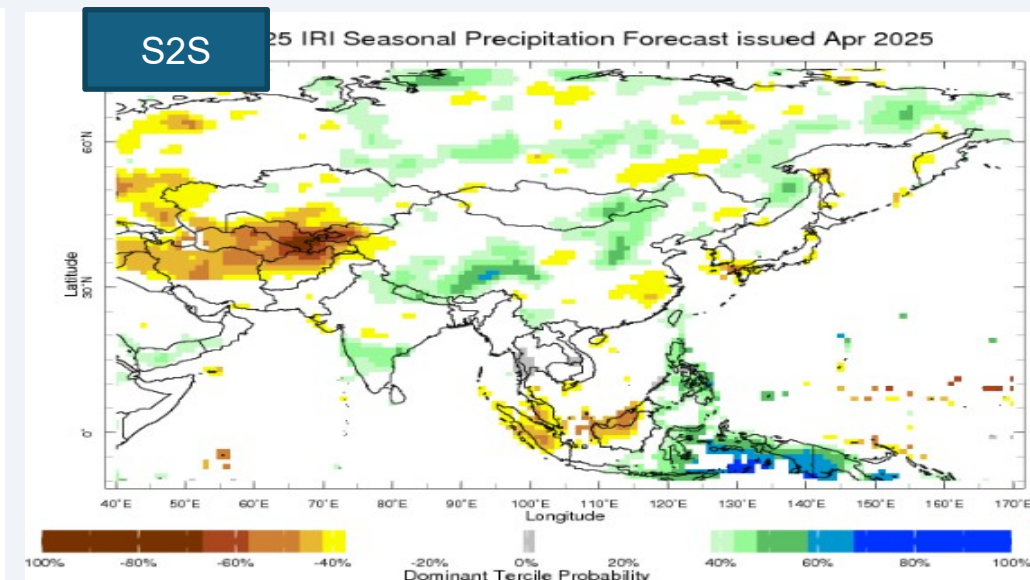 S2S
25 IRI Seasonal Precipitation Forecast issued Apr 2025
Latitude
60°N
30°N
0°
40°E 50°E 60°E 70°E 80°E 90°E 100°E 110°E 120°E 130°E 140°E 150°E 160°E 170°E
Longitude
100% -80% -60% -40% -20% 0% 20% 40% 60% 80% 100%
Dominant Tercile Probability